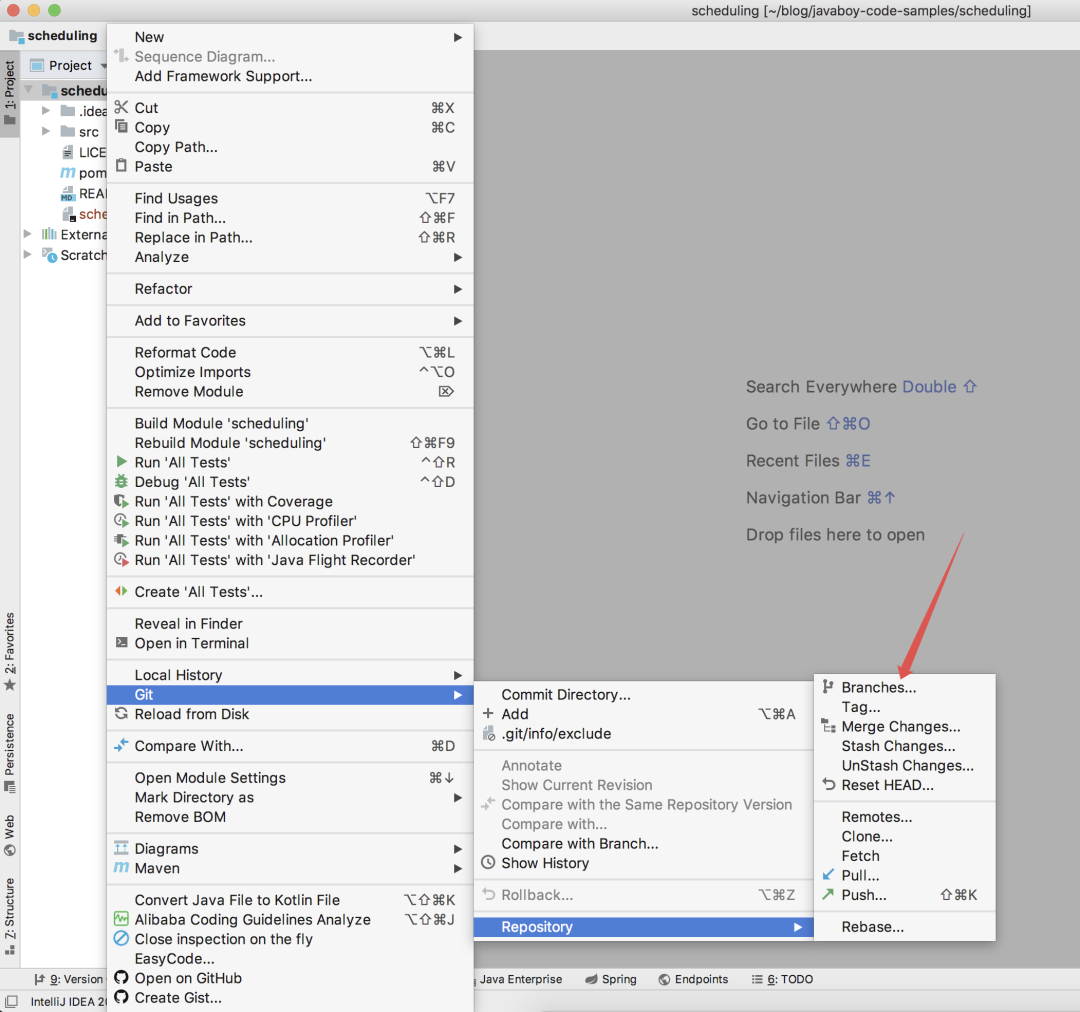 scheduling [~/blog/javaboy-code-samples/scheduling]
scheduling
Project
1: Project
schedu
.idea
src
LICE
pom
REA
sche
Externa
Scratch
2: Favorites
Persistence
Web
Z: Structure
New
Sequence Diagram...
Add Framework Support...
Cut ⌘X
Copy ⌘C
Copy Path...
Paste ⌘V
Find Usages ⌥F7
Find in Path... ⇧⌘F
Replace in Path... ⇧⌘R
Analyze
Refactor
Add to Favorites
Reformat Code ⌥⌘L
Optimize Imports ^⌥O
Remove Module ⌦
Build Module 'scheduling'
Rebuild Module 'scheduling' ⇧⌘F9
Run 'All Tests' ^⇧R
Debug 'All Tests' ^⇧D
Run 'All Tests' with Coverage
Run 'All Tests' with 'CPU Profiler'
Run 'All Tests' with 'Allocation Profiler'
Run 'All Tests' with 'Java Flight Recorder'
Create 'All Tests'...
Reveal in Finder
Open in Terminal
Local History
Git
Reload from Disk
Compare With... ⌘D
Open Module Settings ⌘↓
Mark Directory as
Remove BOM
Diagrams
Maven
Convert Java File to Kotlin File ⌥⇧⌘K
Alibaba Coding Guidelines Analyze ⌥⇧⌘J
Close inspection on the fly
EasyCode...
Open on GitHub
Create Gist...
Search Everywhere Double ⇧
Go to File ⇧⌘O
Recent Files ⌘E
Navigation Bar ⌘↑
Drop files here to open
Commit Directory...
Add ⌥⌘A
.git/info/exclude
Annotate
Show Current Revision
Compare with the Same Repository Version
Compare with...
Compare with Branch...
Show History
Rollback... ⌥⌘Z
Repository
Branches...
Tag...
Merge Changes...
Stash Changes...
UnStash Changes...
Reset HEAD...
Remotes...
Clone...
Fetch
Pull...
Push... ⇧⌘K
Rebase...
9: Version
Java Enterprise
Spring
Endpoints
6: TODO
IntelliJ IDEA 20